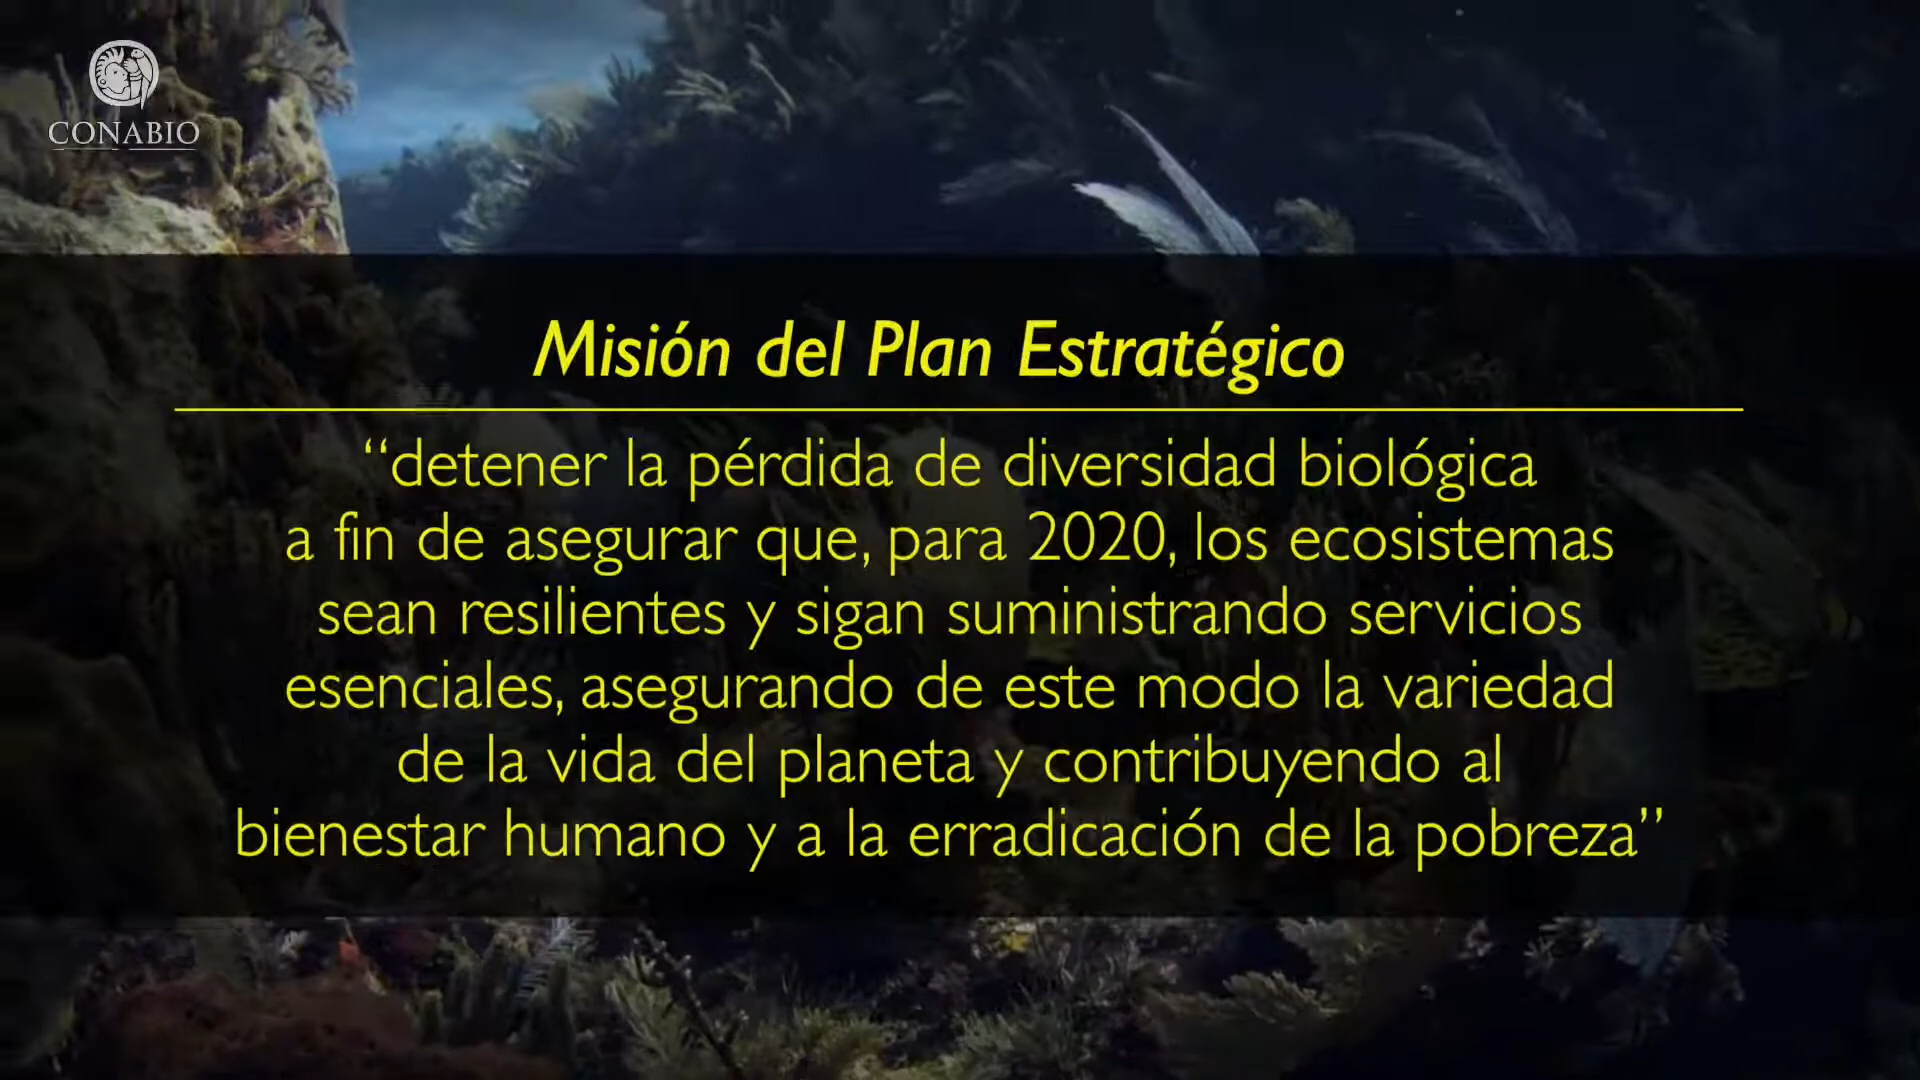 CONABIO
Misión del Plan Estratégico
“detener la pérdida de diversidad biológica
a fin de asegurar que, para 2020, los ecosistemas
sean resilientes y sigan suministrando servicios
esenciales, asegurando de este modo la variedad
de la vida del planeta y contribuyendo al
bienestar humano y a la erradicación de la pobreza”